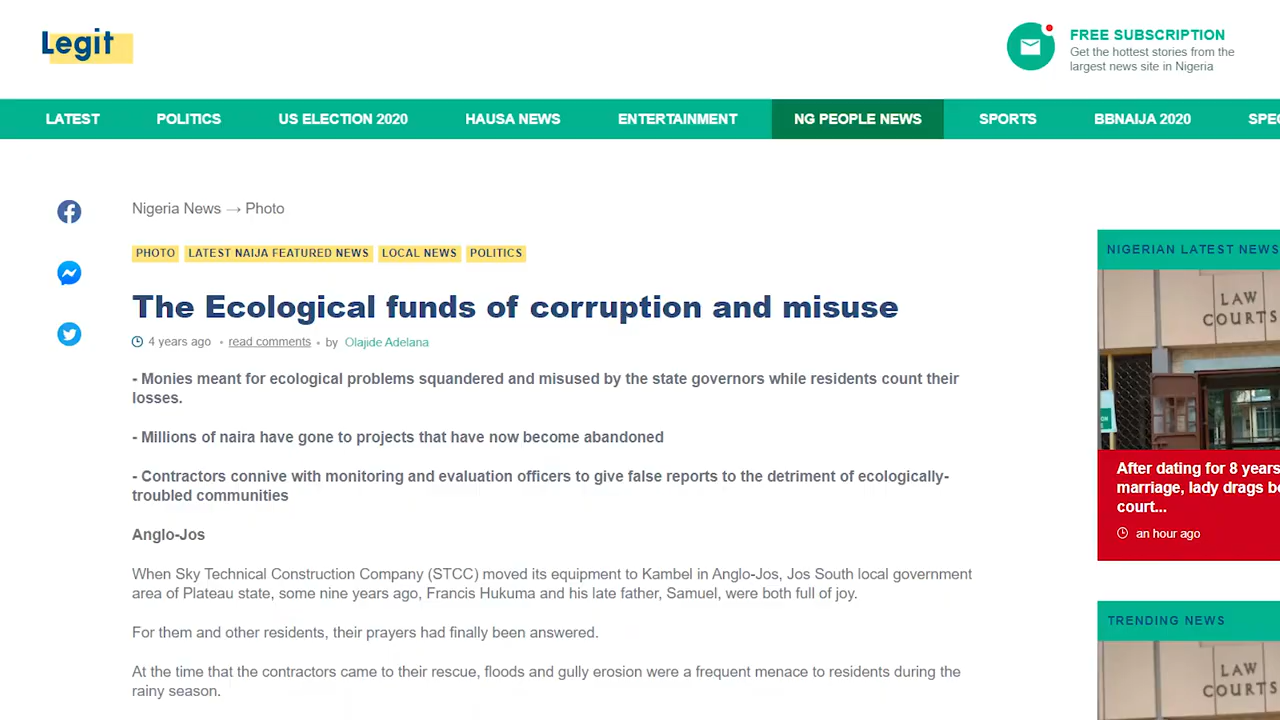 Legit
FREE SUBSCRIPTION
Get the hottest stories from the
largest news site in Nigeria
LATEST POLITICS US ELECTION 2020 HAUSA NEWS ENTERTAINMENT NG PEOPLE NEWS SPORTS BBNAIJA 2020
Nigeria News → Photo
PHOTO LATEST NAIJA FEATURED NEWS LOCAL NEWS POLITICS
The Ecological funds of corruption and misuse
4 years ago • read comments • by Olajide Adelana
- Monies meant for ecological problems squandered and misused by the state governors while residents count their
losses.
- Millions of naira have gone to projects that have now become abandoned
- Contractors connive with monitoring and evaluation officers to give false reports to the detriment of ecologically-
troubled communities
Anglo-Jos
When Sky Technical Construction Company (STCC) moved its equipment to Kambel in Anglo-Jos, Jos South local government
area of Plateau state, some nine years ago, Francis Hukuma and his late father, Samuel, were both full of joy.
For them and other residents, their prayers had finally been answered.
At the time that the contractors came to their rescue, floods and gully erosion were a frequent menace to residents during the
rainy season.
NIGERIAN LATEST NEWS
LAW
COURTS
After dating for 8 years
marriage, lady drags
court...
an hour ago
TRENDING NEWS
LAW
COURTS